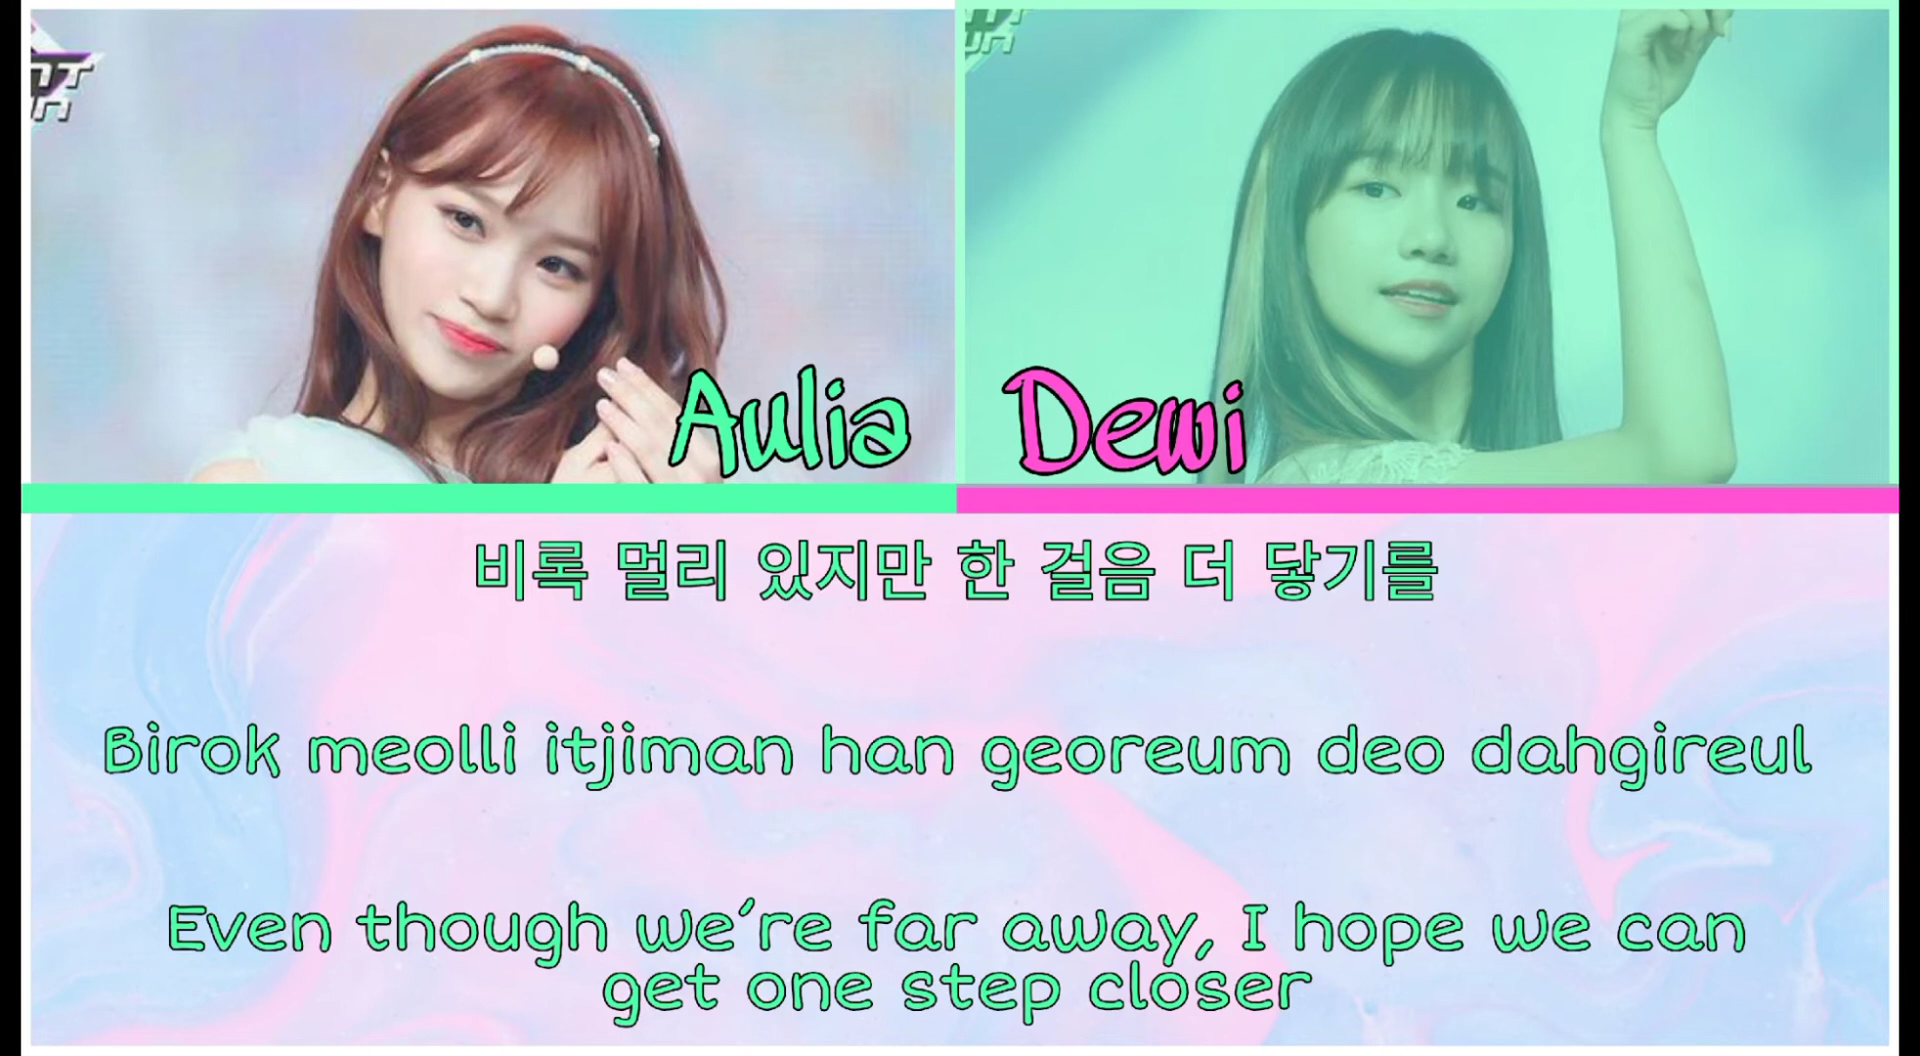 Aulia
Dewi
비록 멀리 있지만 한 걸음 더 닿기를
Birok meolli itjiman han georeum deo dahgireul
Even though we're far away, I hope we can
get one step closer